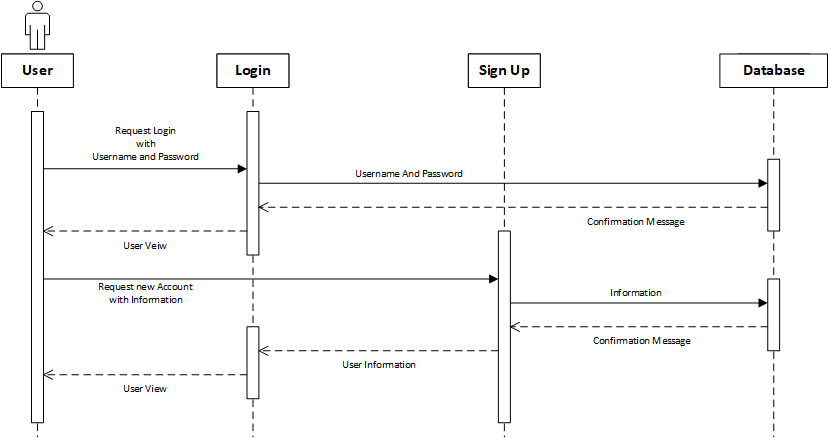 User
Login
Sign Up
Database
Request Login
with
Username and Password
Username And Password
Confirmation Message
User Veiw
Request new Account
with Information
Information
Confirmation Message
User Information
User View